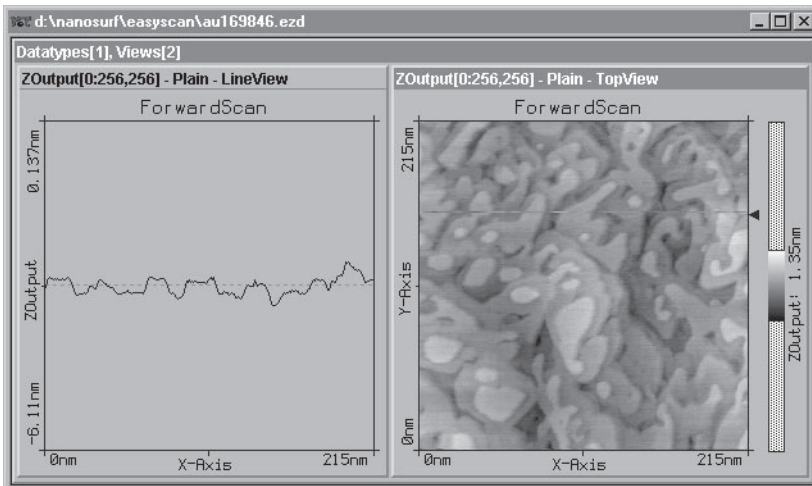 d:\nanosurf\easyscan\au169846.ezd
Datatypes[1], Views[2]
ZOutput[0:256,256] - Plain - LineView
ForwardScan
0.137nm
ZOutput
-6.11nm
0nm
X-Axis
215nm
ZOutput[0:256,256] - Plain - TopView
ForwardScan
215nm
Y-Axis
0nm
0nm
X-Axis
215nm
ZOutput: 1.35nm